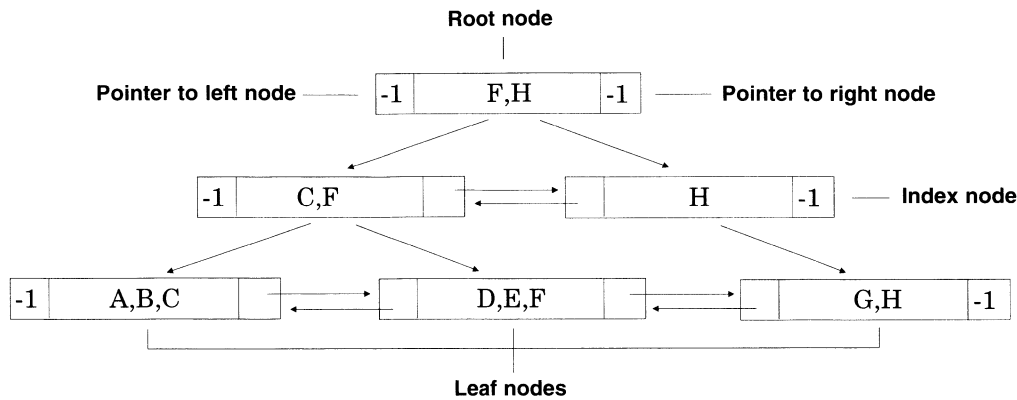 Root node
Pointer to left node -1 F,H -1 Pointer to right node
-1 C,F H -1 Index node
-1 A,B,C D,E,F G,H -1
Leaf nodes